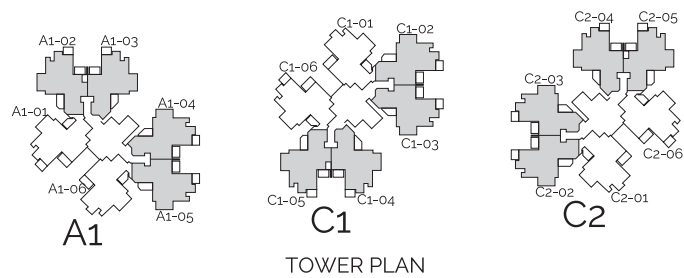 A1-02 A1-03
A1-04
A1-01
A1-06
A1-05
A1
C1-01
C1-02
C1-06
C1-03
C1-05 C1-04
C1
C2-04 C2-05
C2-03
C2-06
C2-02
C2-01
C2
TOWER PLAN